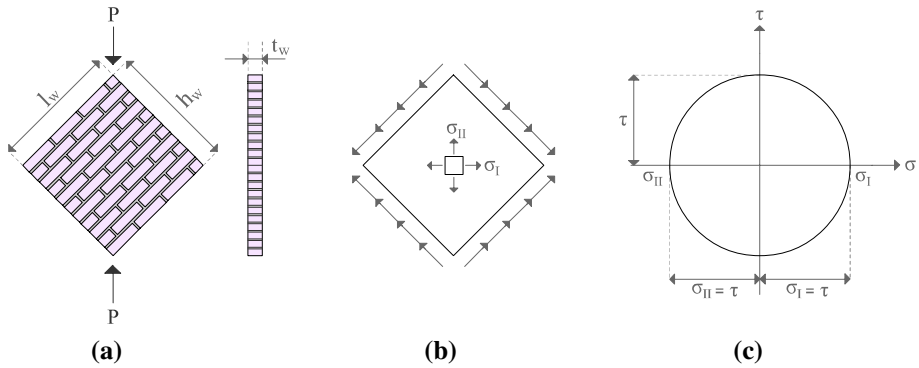 P
l_w
h_w
P
t_w
σ_II
σ_I
τ
τ
σ
σ_II
σ_I
σ_II = τ
σ_I = τ
(a)
(b)
(c)